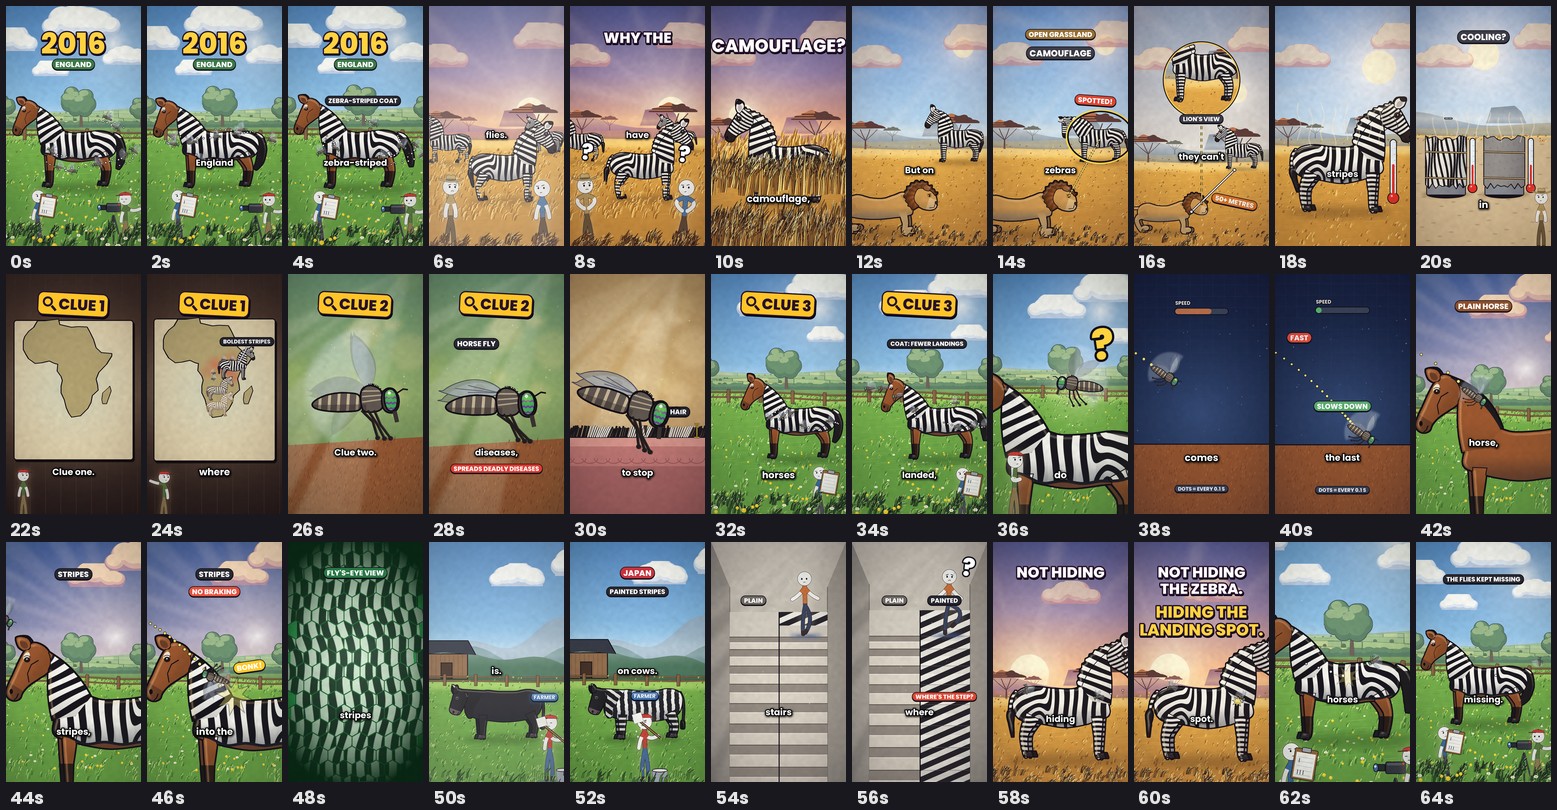 2016
ENGLAND
0s
2016
ENGLAND
England
2s
2016
ENGLAND
ZEBRA-STRIPED COAT
zebra-striped
4s
flies.
6s
WHY THE
have
?
?
8s
CAMOUFLAGE?
camouflage,
10s
But on
12s
OPEN GRASSLAND
CAMOUFLAGE
SPOTTED!
zebras
14s
LION'S VIEW
they can't
50+ METRES
16s
stripes
18s
COOLING?
in
20s
CLUE 1
Clue one.
22s
CLUE 1
BOLDEST STRIPES
where
24s
CLUE 2
Clue two.
26s
CLUE 2
HORSE FLY
diseases,
SPREADS DEADLY DISEASES
28s
HAIR
to stop
30s
CLUE 3
horses
32s
CLUE 3
COAT: FEWER LANDINGS
landed,
34s
?
do
36s
SPEED
comes
DOTS = EVERY 0.1 S
38s
SPEED
FAST
SLOWS DOWN
the last
DOTS = EVERY 0.1 S
40s
PLAIN HORSE
horse,
42s
STRIPES
stripes,
44s
STRIPES
NO BRAKING
BONK!
into the
46s
FLY'S-EYE VIEW
stripes
48s
is.
FARMER
50s
JAPAN
PAINTED STRIPES
on cows.
FARMER
52s
PLAIN
stairs
54s
?
PLAIN
PAINTED
WHERE'S THE STEP?
where
56s
NOT HIDING
hiding
58s
NOT HIDING
THE ZEBRA.
HIDING THE
LANDING SPOT.
spot.
60s
horses
62s
THE FLIES KEPT MISSING
missing.
64s